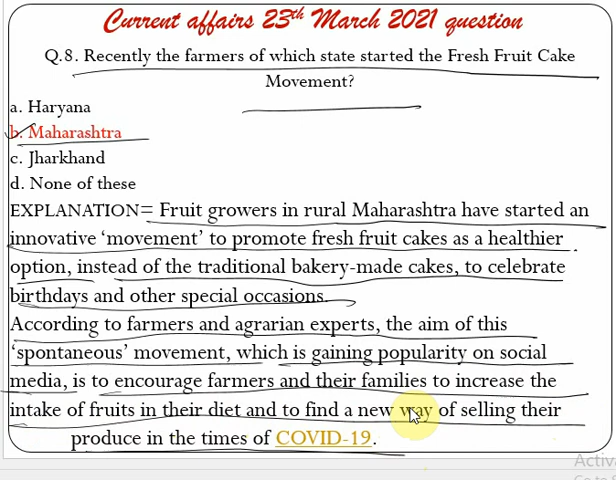 Current affairs 23th March 2021 question
Q.8. Recently the farmers of which state started the Fresh Fruit Cake
Movement?
a. Haryana
b. Maharashtra
c. Jharkhand
d. None of these
EXPLANATION= Fruit growers in rural Maharashtra have started an
innovative ‘movement’ to promote fresh fruit cakes as a healthier
option, instead of the traditional bakery-made cakes, to celebrate
birthdays and other special occasions.
According to farmers and agrarian experts, the aim of this
‘spontaneous’ movement, which is gaining popularity on social
media, is to encourage farmers and their families to increase the
intake of fruits in their diet and to find a new way of selling their
produce in the times of COVID-19.